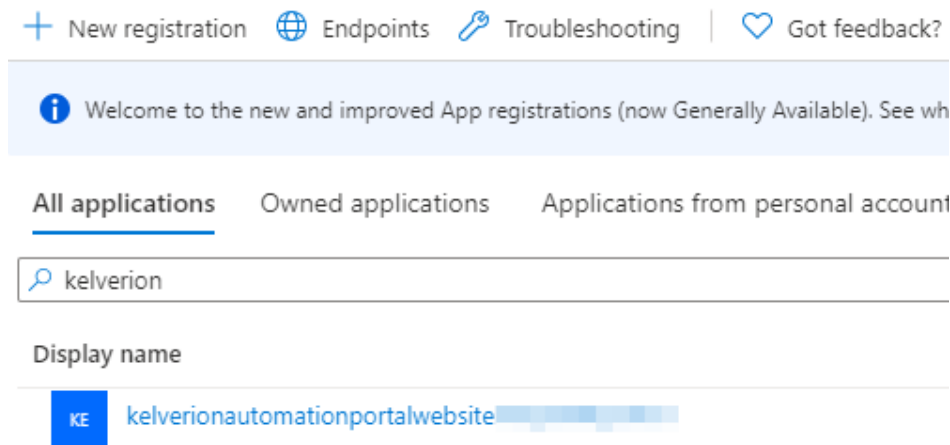 New registration Endpoints Troubleshooting Got feedback?
Welcome to the new and improved App registrations (now Generally Available). See wh
All applications Owned applications Applications from personal account
kelverion
Display name
KE kelverionautomationportalwebsite